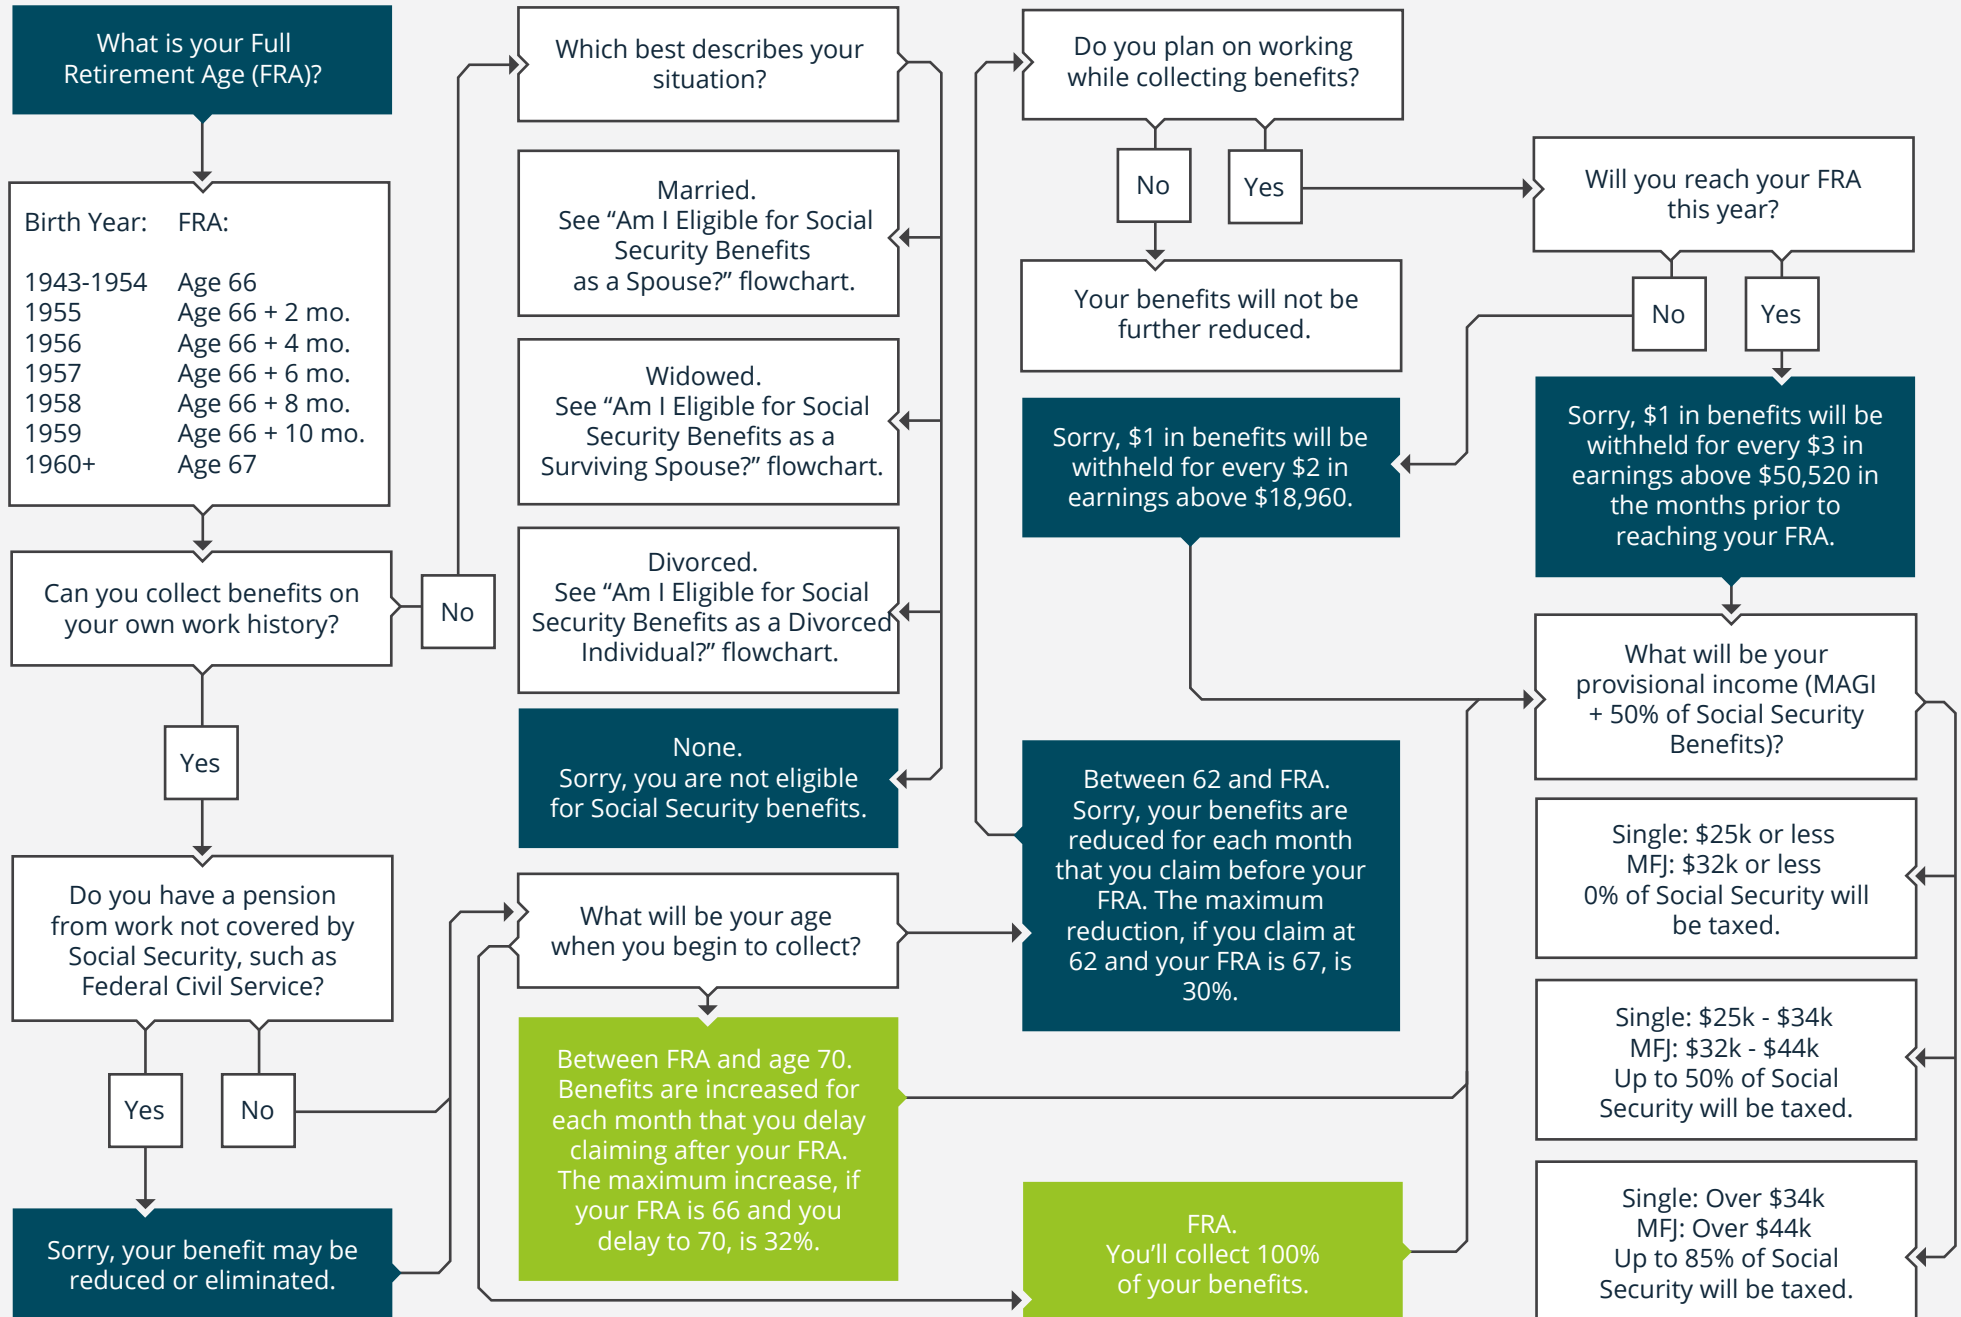 What is your Full
Retirement Age (FRA)?
Birth Year: FRA:
1943-1954 Age 66
1955 Age 66 + 2 mo.
1956 Age 66 + 4 mo.
1957 Age 66 + 6 mo.
1958 Age 66 + 8 mo.
1959 Age 66 + 10 mo.
1960+ Age 67
Can you collect benefits on
your own work history?
No
Yes
Do you have a pension
from work not covered by
Social Security, such as
Federal Civil Service?
Yes
No
Sorry, your benefit may be
reduced or eliminated.
Which best describes your
situation?
Married.
See “Am I Eligible for Social
Security Benefits
as a Spouse?” flowchart.
Widowed.
See “Am I Eligible for Social
Security Benefits as a
Surviving Spouse?” flowchart.
Divorced.
See “Am I Eligible for Social
Security Benefits as a Divorced
Individual?” flowchart.
None.
Sorry, you are not eligible
for Social Security benefits.
What will be your age
when you begin to collect?
Between FRA and age 70.
Benefits are increased for
each month that you delay
claiming after your FRA.
The maximum increase, if
your FRA is 66 and you
delay to 70, is 32%.
Do you plan on working
while collecting benefits?
No
Yes
Your benefits will not be
further reduced.
Sorry, $1 in benefits will be
withheld for every $2 in
earnings above $18,960.
Between 62 and FRA.
Sorry, your benefits are
reduced for each month
that you claim before your
FRA. The maximum
reduction, if you claim at
62 and your FRA is 67, is
30%.
FRA.
You’ll collect 100%
of your benefits.
Will you reach your FRA
this year?
No
Yes
Sorry, $1 in benefits will be
withheld for every $3 in
earnings above $50,520 in
the months prior to
reaching your FRA.
What will be your
provisional income (MAGI
+ 50% of Social Security
Benefits)?
Single: $25k or less
MFJ: $32k or less
0% of Social Security will
be taxed.
Single: $25k - $34k
MFJ: $32k - $44k
Up to 50% of Social
Security will be taxed.
Single: Over $34k
MFJ: Over $44k
Up to 85% of Social
Security will be taxed.